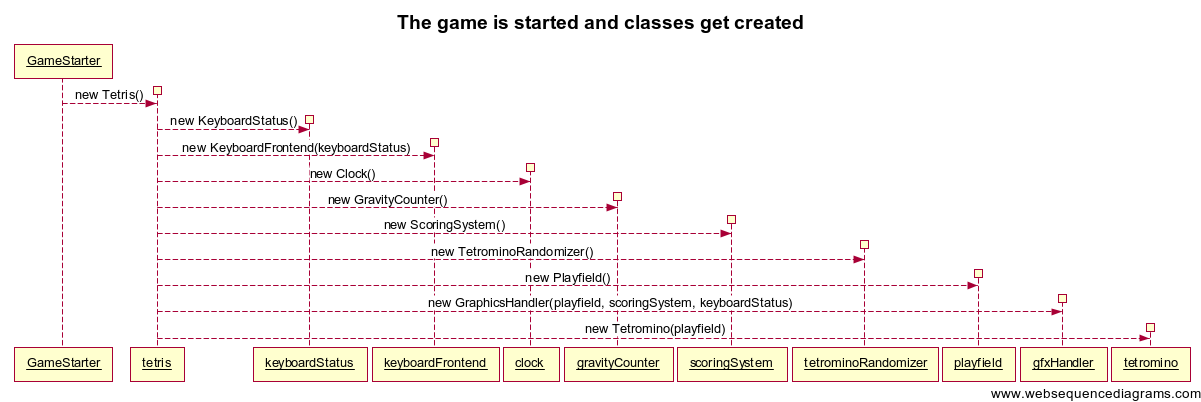 The game is started and classes get created
GameStarter
new Tetris()
new KeyboardStatus()
new KeyboardFrontend(keyboardStatus)
new Clock()
new GravityCounter()
new ScoringSystem()
new TetrominoRandomizer()
new Playfield()
new GraphicsHandler(playfield, scoringSystem, keyboardStatus)
new Tetromino(playfield)
GameStarter tetris keyboardStatus keyboardFrontend clock gravityCounter scoringSystem tetrominoRandomizer playfield gfxHandler tetromino
www.websequencediagrams.com